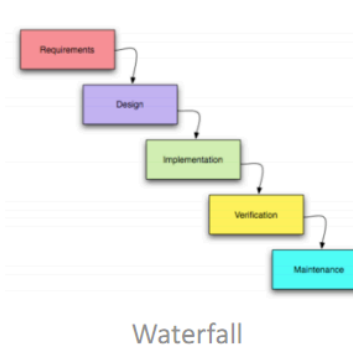 Requirements
Design
Implementation
Verification
Maintenance
Waterfall